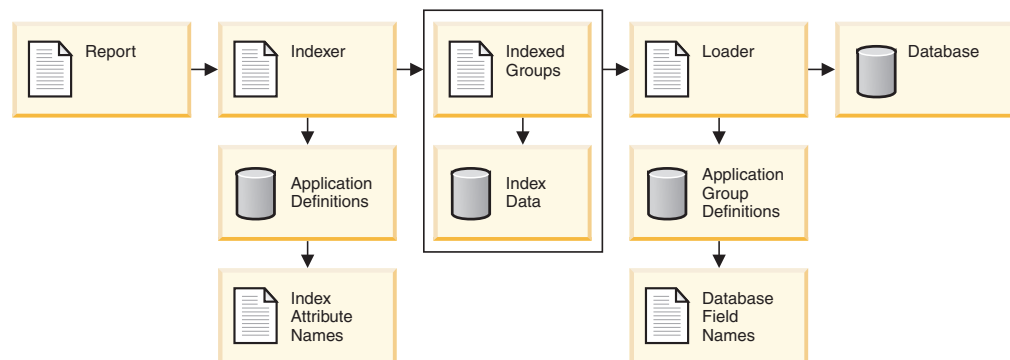 Report
Indexer
Indexed
Groups
Loader
Database
Application
Definitions
Index
Data
Application
Group
Definitions
Index
Attribute
Names
Database
Field
Names